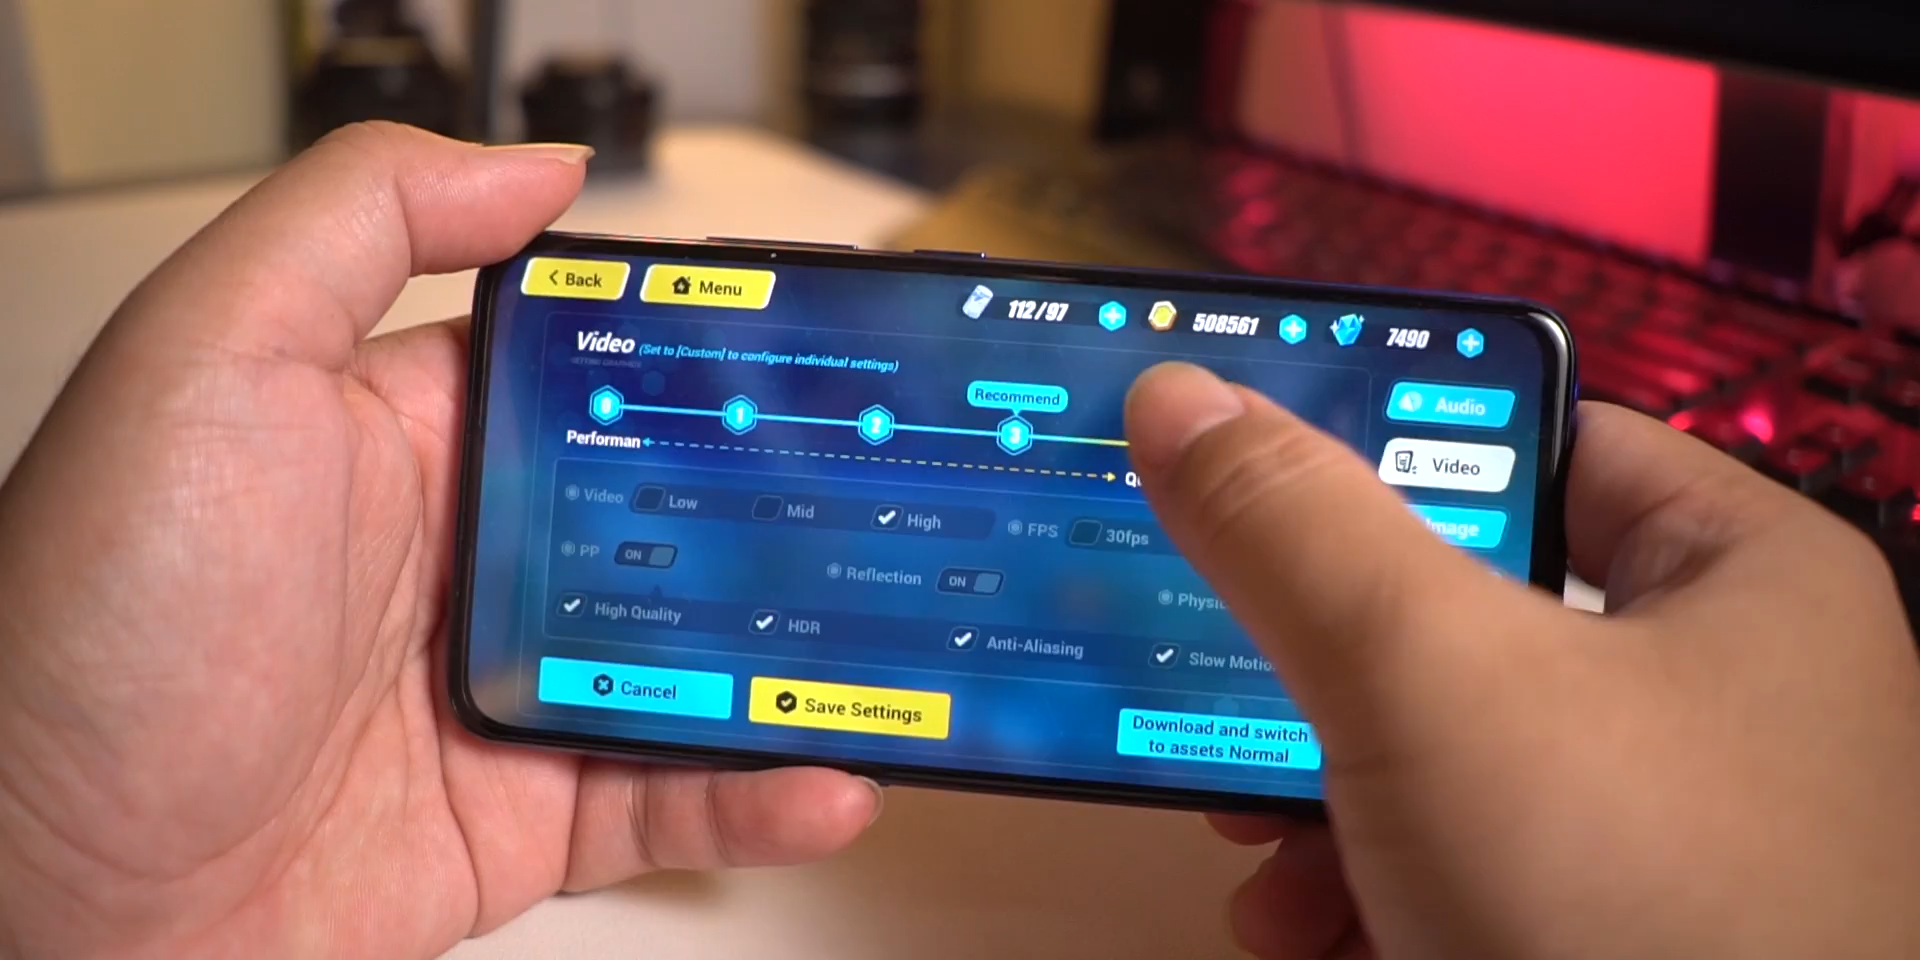 Back
Menu
112/97
508561
7490
Video (Set to [Custom] to configure individual settings)
Recommend
0
1
2
3
Performan
Audio
Video
Video
Low
Mid
High
FPS
30fps
PP
ON
Reflection
ON
High Quality
HDR
Anti-Aliasing
Cancel
Save Settings
Download and switch
to assets Normal